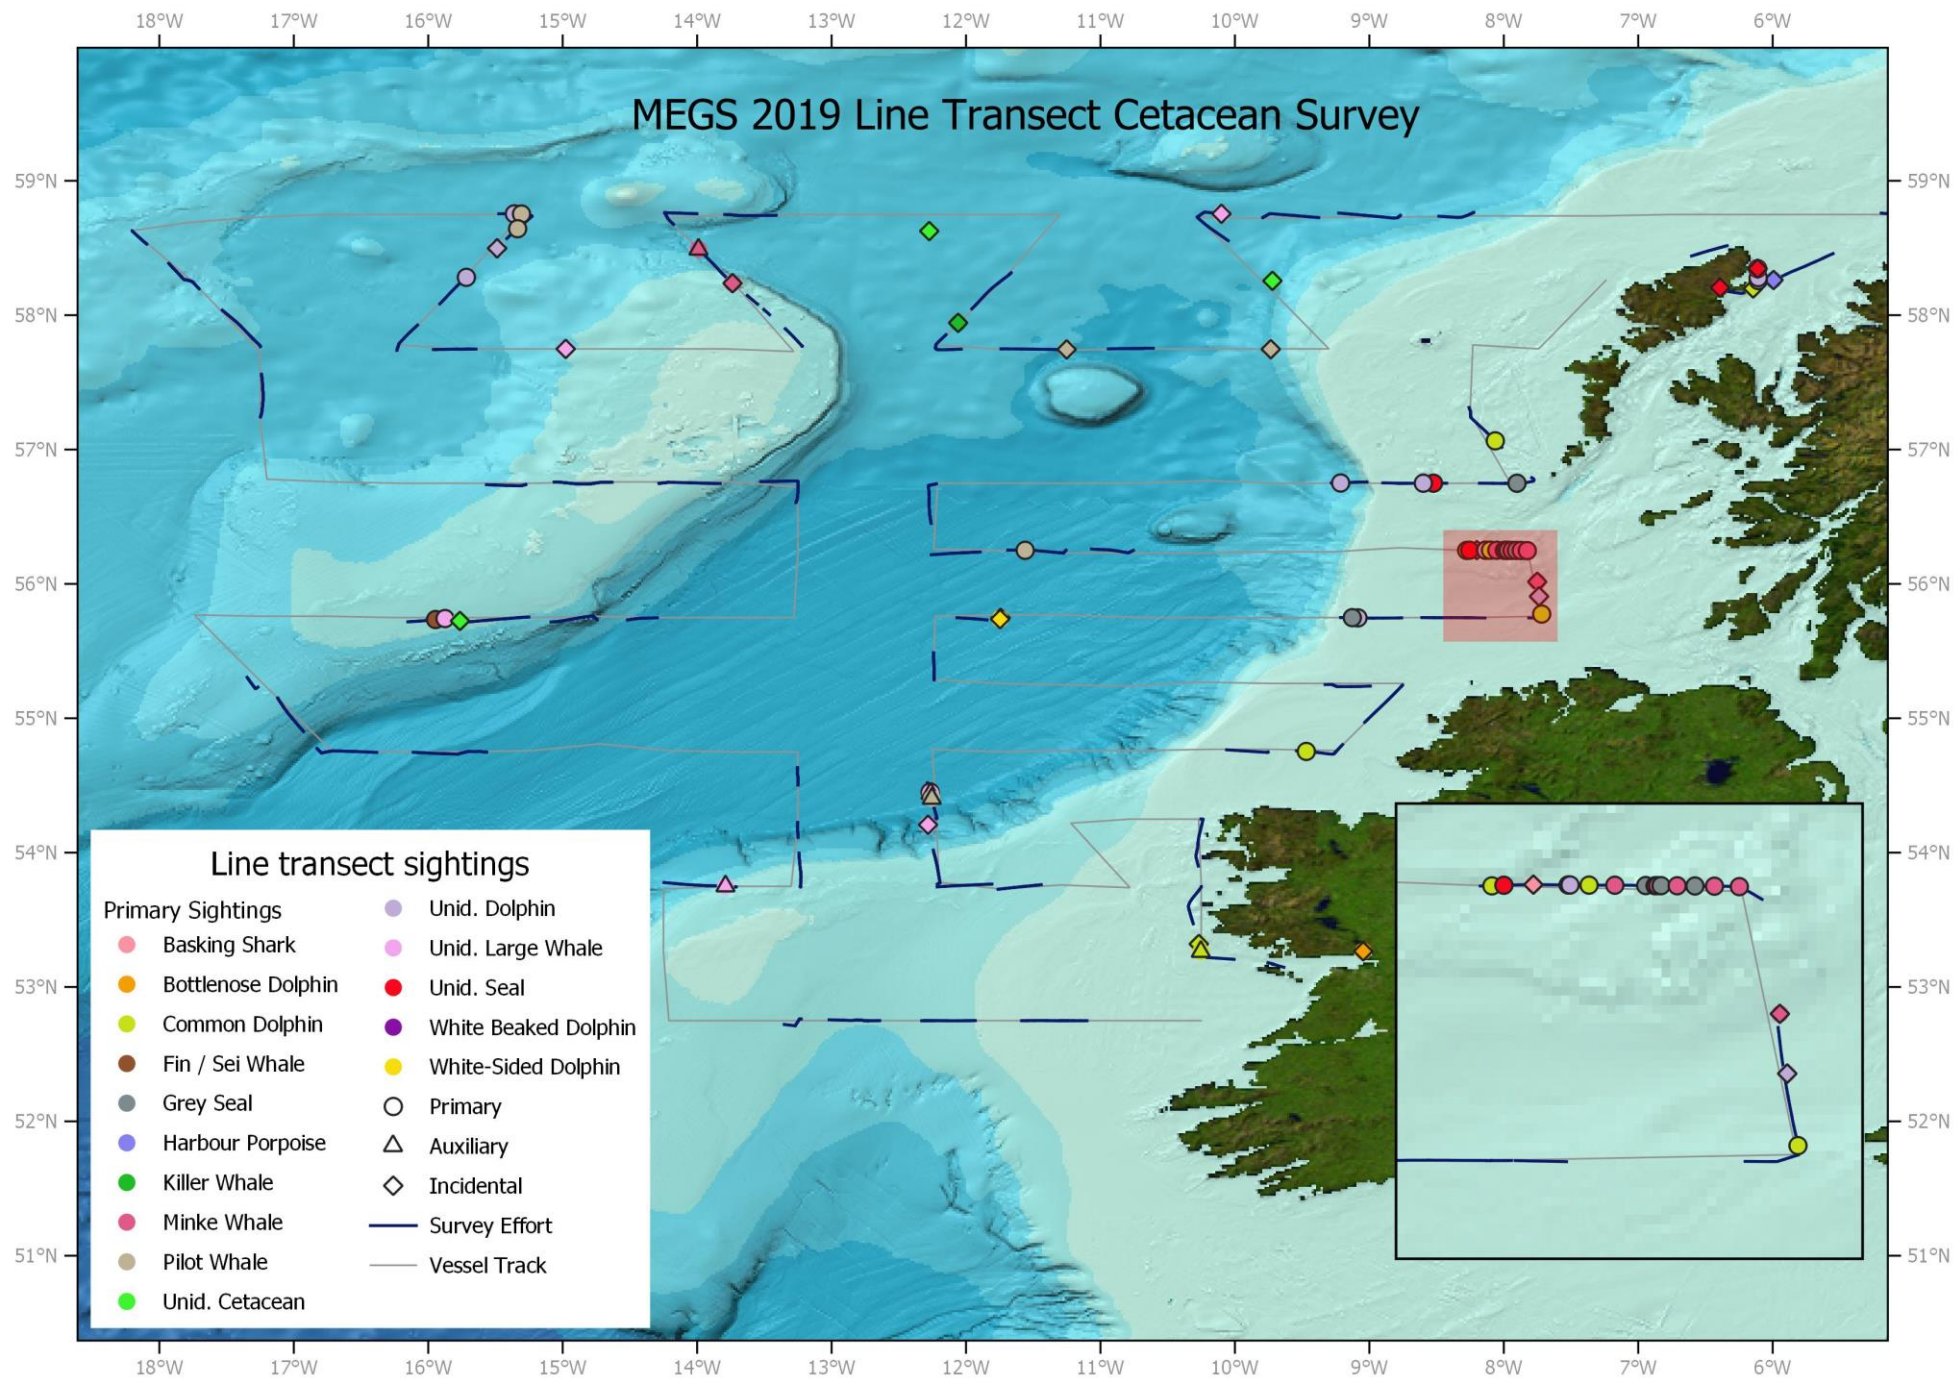 18°W 17°W 16°W 15°W 14°W 13°W 12°W 11°W 10°W 9°W 8°W 7°W 6°W
MEGS 2019 Line Transect Cetacean Survey
59°N 59°N
58°N 58°N
57°N 57°N
56°N 56°N
55°N 55°N
54°N 54°N
53°N 53°N
52°N 52°N
51°N 51°N
Line transect sightings
Primary Sightings
Basking Shark
Bottlenose Dolphin
Common Dolphin
Fin / Sei Whale
Grey Seal
Harbour Porpoise
Killer Whale
Minke Whale
Pilot Whale
Unid. Cetacean
Unid. Dolphin
Unid. Large Whale
Unid. Seal
White Beaked Dolphin
White-Sided Dolphin
Primary
Auxiliary
Incidental
Survey Effort
Vessel Track
18°W 17°W 16°W 15°W 14°W 13°W 12°W 11°W 10°W 9°W 8°W 7°W 6°W